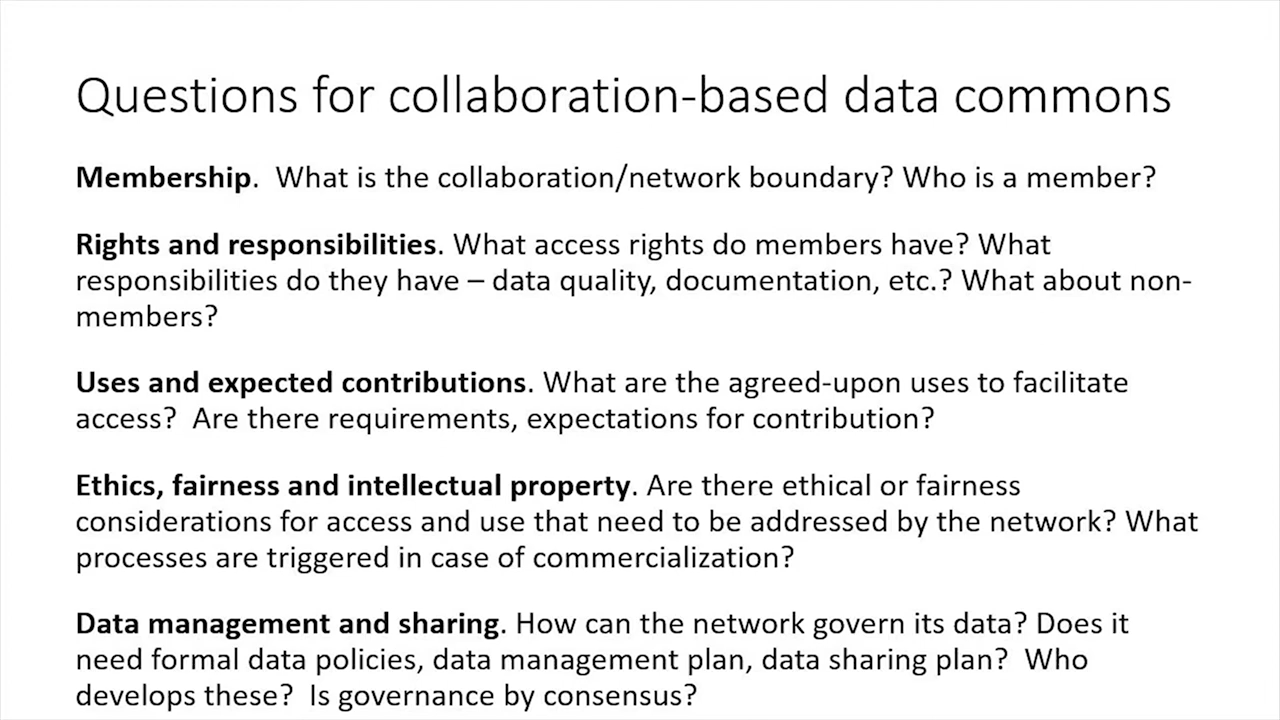 Questions for collaboration-based data commons
Membership.  What is the collaboration/network boundary? Who is a member?
Rights and responsibilities. What access rights do members have? What
responsibilities do they have – data quality, documentation, etc.? What about non-
members?
Uses and expected contributions. What are the agreed-upon uses to facilitate
access?  Are there requirements, expectations for contribution?
Ethics, fairness and intellectual property. Are there ethical or fairness
considerations for access and use that need to be addressed by the network? What
processes are triggered in case of commercialization?
Data management and sharing. How can the network govern its data? Does it
need formal data policies, data management plan, data sharing plan?  Who
develops these?  Is governance by consensus?